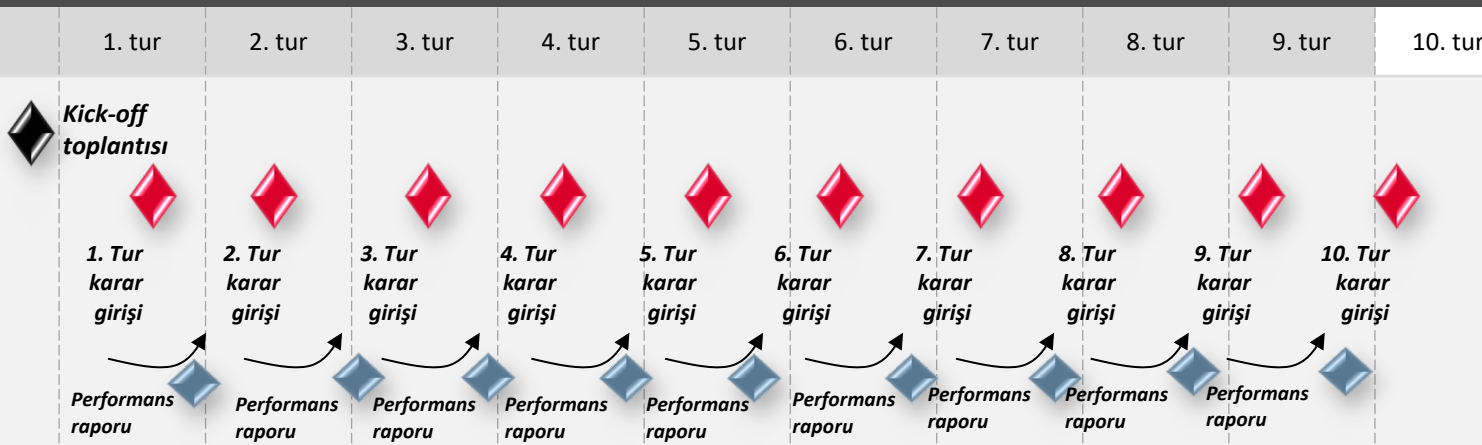 1. tur
2. tur
3. tur
4. tur
5. tur
6. tur
7. tur
8. tur
9. tur
10. tur
Kick-off
toplantısı
1. Tur
karar
girişi
2. Tur
karar
girişi
3. Tur
karar
girişi
4. Tur
karar
girişi
5. Tur
karar
girişi
6. Tur
karar
girişi
7. Tur
karar
girişi
8. Tur
karar
girişi
9. Tur
karar
girişi
10. Tur
karar
girişi
Performans
raporu
Performans
raporu
Performans
raporu
Performans
raporu
Performans
raporu
Performans
raporu
Performans
raporu
Performans
raporu
Performans
raporu